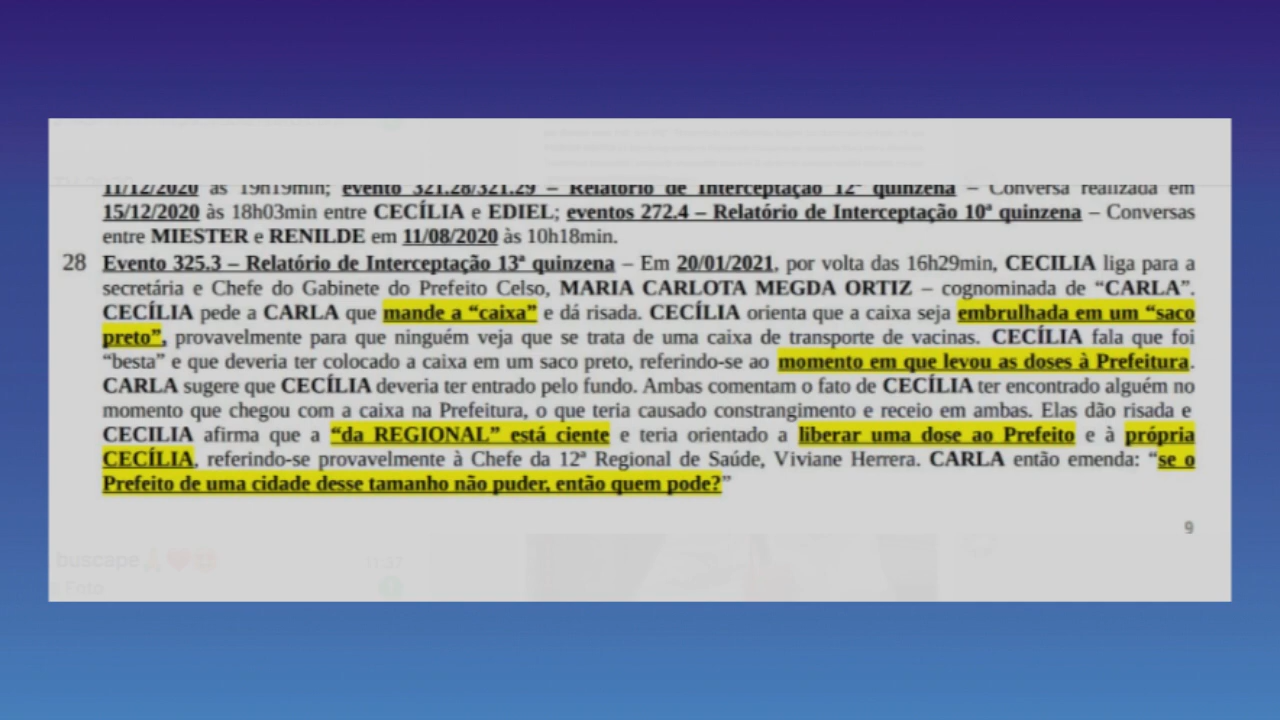 11/12/2020 às 19h19min; evento 321.28/321.29 – Relatório de Interceptação 12ª quinzena – Conversa realizada em
15/12/2020 às 18h03min entre CECÍLIA e EDIEL; eventos 272.4 – Relatório de Interceptação 10ª quinzena – Conversas
entre MIESTER e RENILDE em 11/08/2020 às 10h18min.
28 Evento 325.3 – Relatório de Interceptação 13ª quinzena – Em 20/01/2021, por volta das 16h29min, CECILIA liga para a
secretária e Chefe do Gabinete do Prefeito Celso, MARIA CARLOTA MEGDA ORTIZ – cognominada de “CARLA”.
CECÍLIA pede a CARLA que mande a “caixa” e dá risada. CECÍLIA orienta que a caixa seja embrulhada em um “saco
preto”, provavelmente para que ninguém veja que se trata de uma caixa de transporte de vacinas. CECÍLIA fala que foi
“besta” e que deveria ter colocado a caixa em um saco preto, referindo-se ao momento em que levou as doses à Prefeitura.
CARLA sugere que CECÍLIA deveria ter entrado pelo fundo. Ambas comentam o fato de CECÍLIA ter encontrado alguém no
momento que chegou com a caixa na Prefeitura, o que teria causado constrangimento e receio em ambas. Elas dão risada e
CECILIA afirma que a “da REGIONAL” está ciente e teria orientado a liberar uma dose ao Prefeito e à própria
CECÍLIA, referindo-se provavelmente à Chefe da 12ª Regional de Saúde, Viviane Herrera. CARLA então emenda: “se o
Prefeito de uma cidade desse tamanho não puder, então quem pode?”
9
buscape
11:37